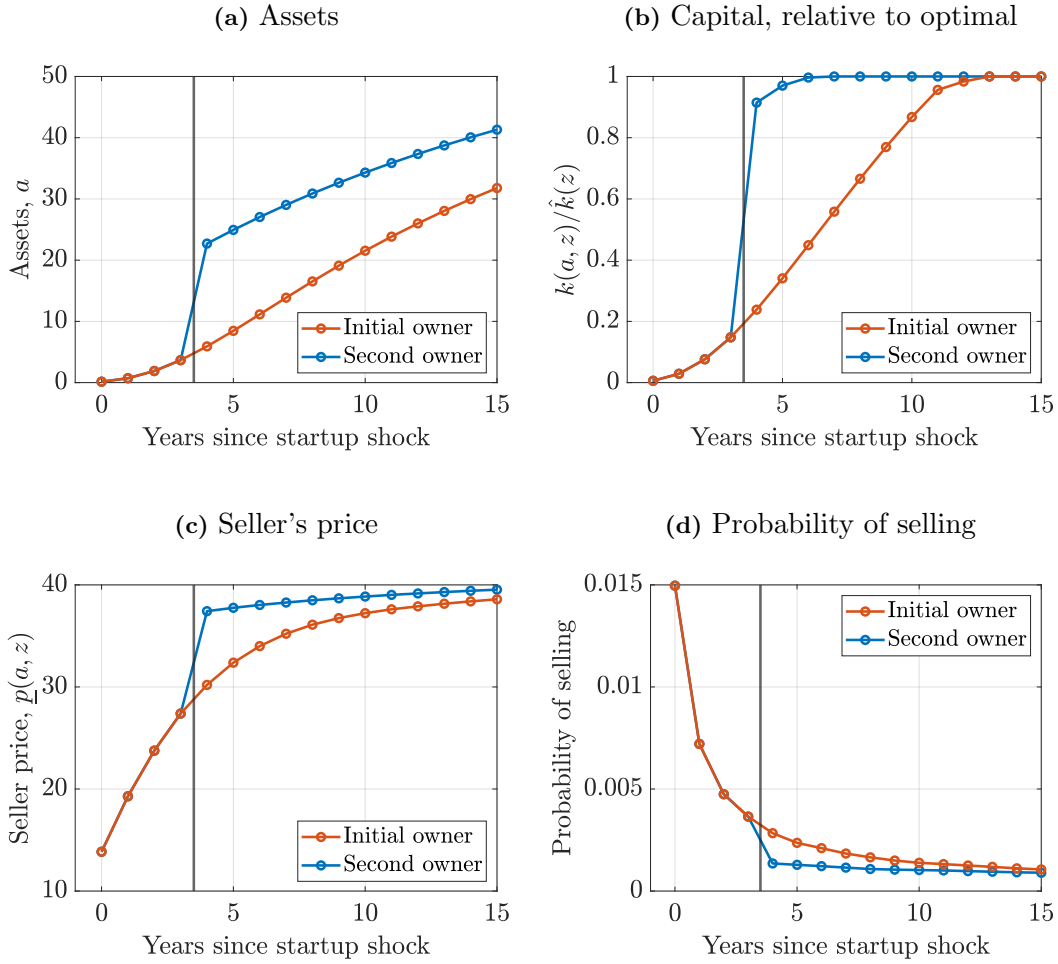 (a) Assets
50
40
30
20
10
0
Assets, a
Initial owner
Second owner
0 5 10 15
Years since startup shock
(b) Capital, relative to optimal
1
0.8
0.6
0.4
0.2
0
k(a, z)/k̂(z)
Initial owner
Second owner
0 5 10 15
Years since startup shock
(c) Seller's price
40
30
20
10
Seller price, p̲(a, z)
Initial owner
Second owner
0 5 10 15
Years since startup shock
(d) Probability of selling
0.015
0.01
0.005
0
Probability of selling
Initial owner
Second owner
0 5 10 15
Years since startup shock